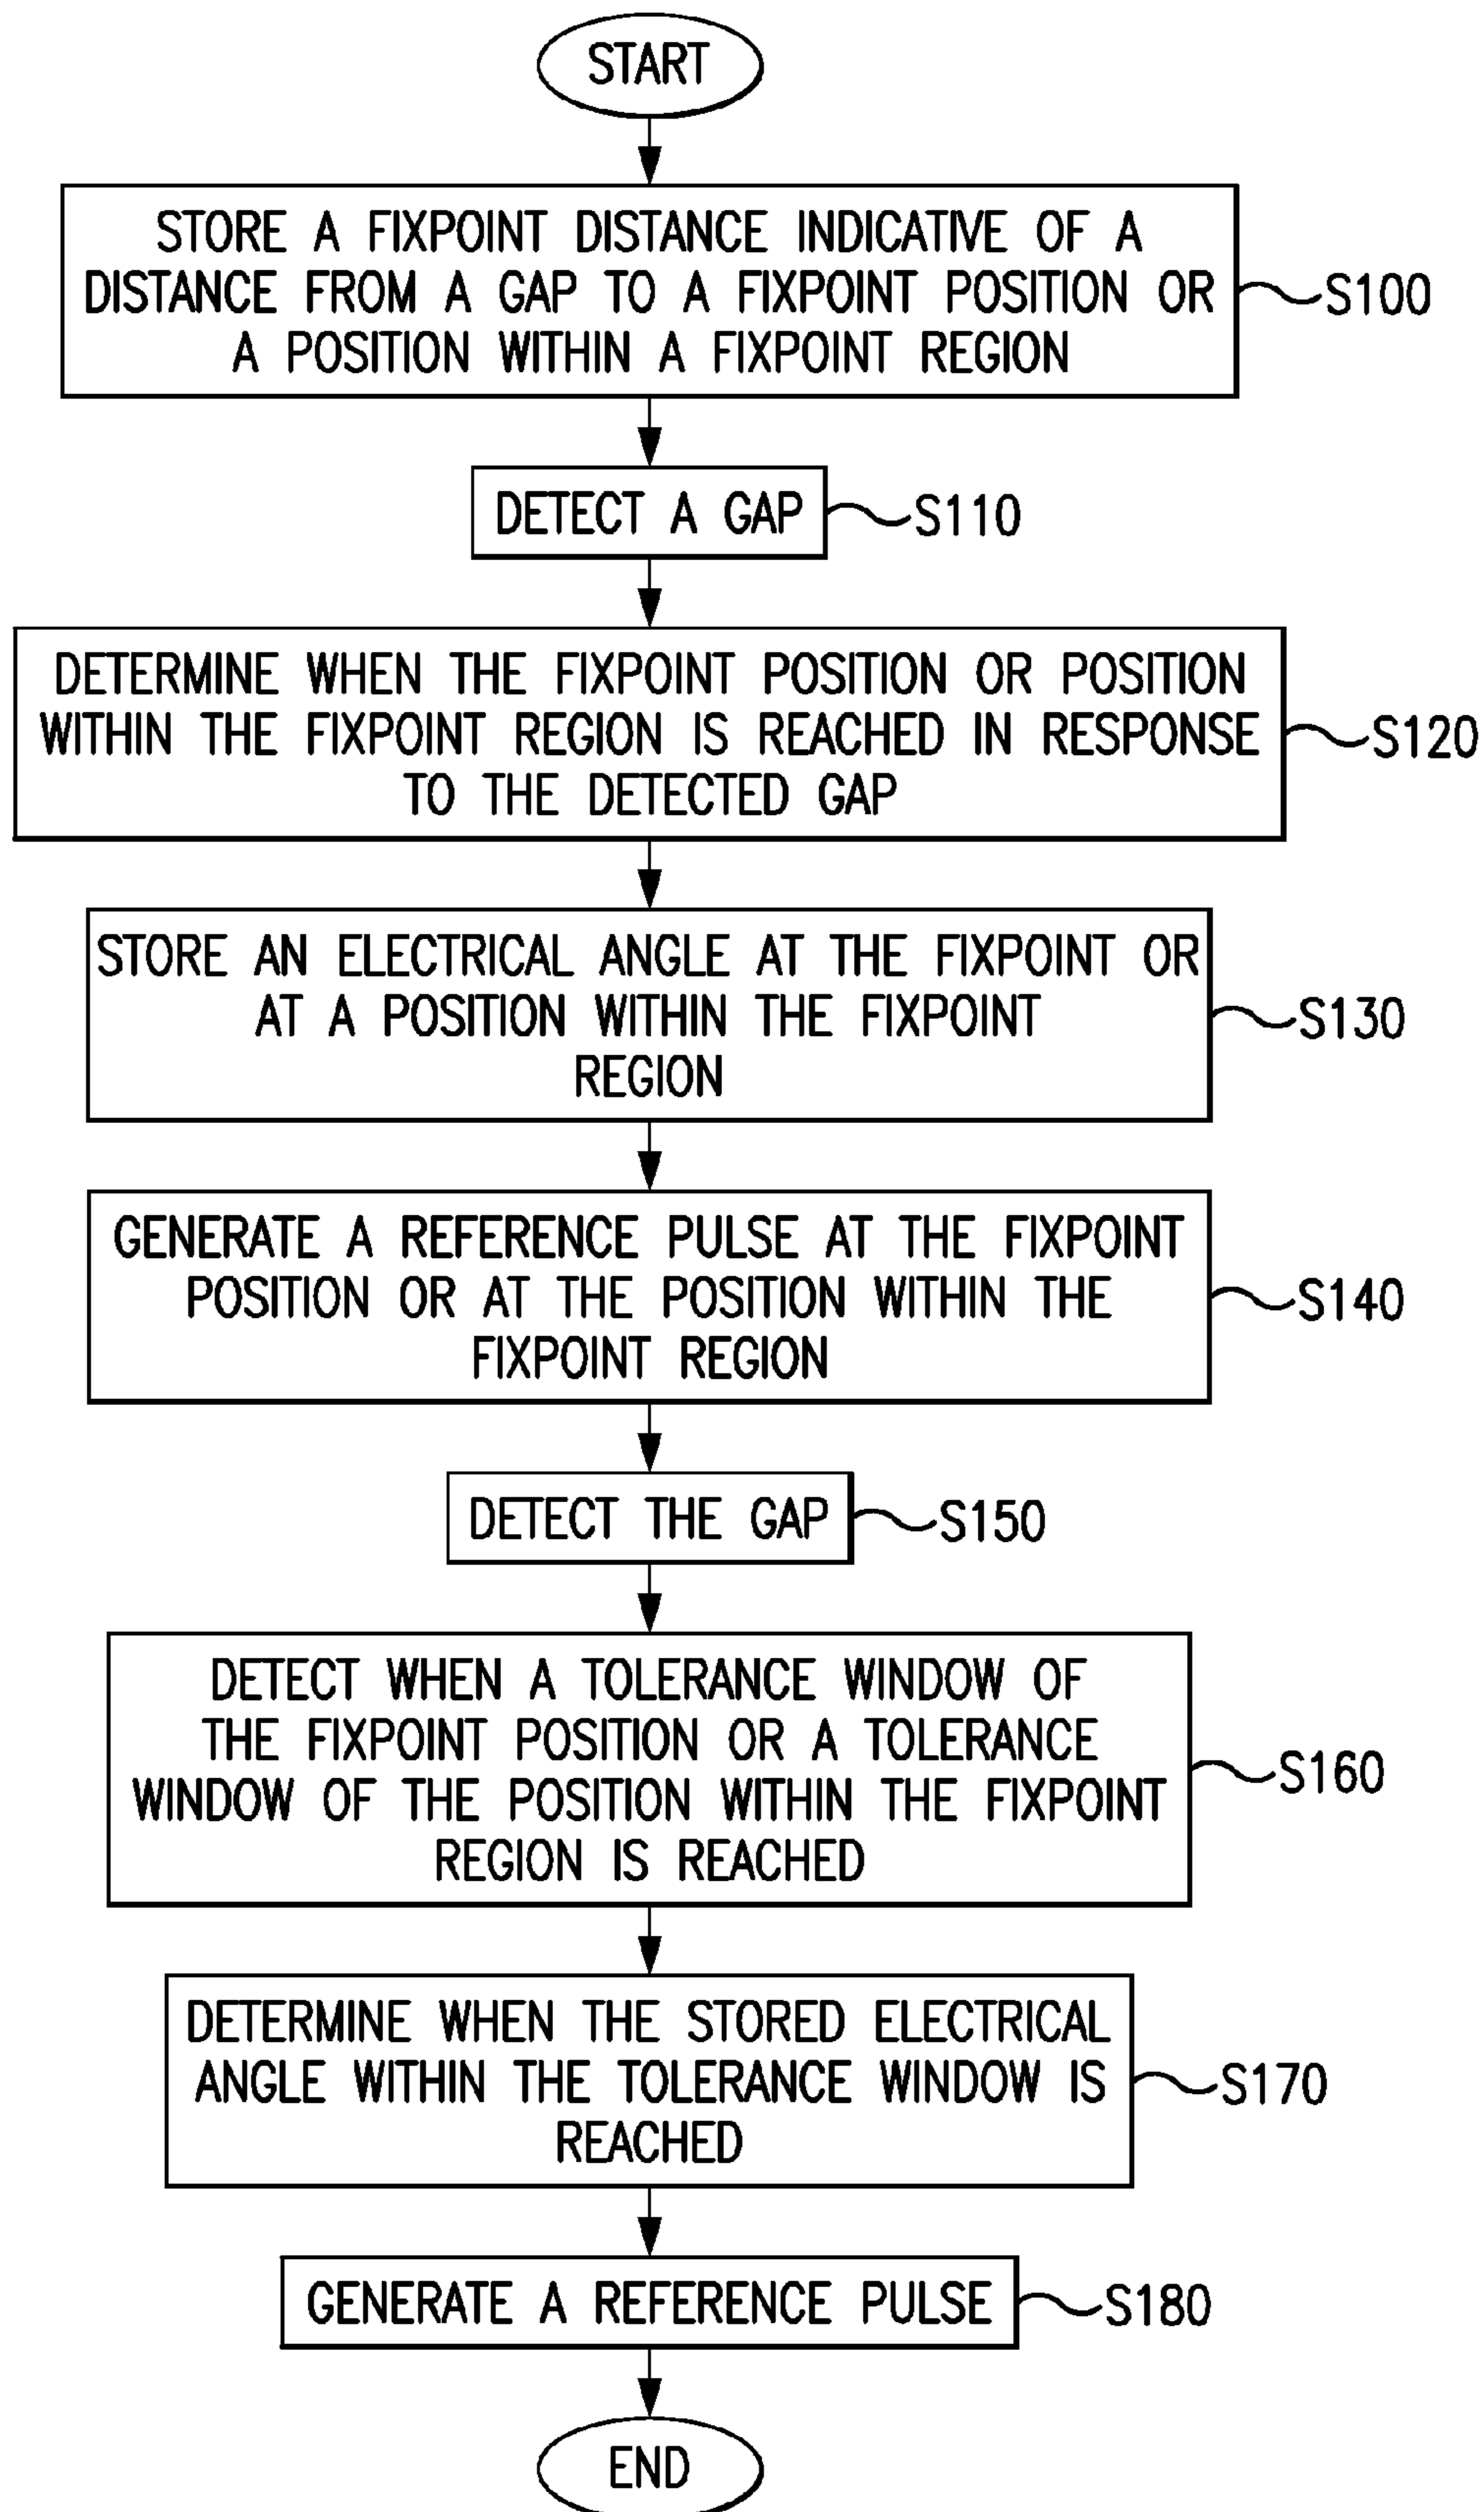 START
STORE A FIXPOINT DISTANCE INDICATIVE OF A
DISTANCE FROM A GAP TO A FIXPOINT POSITION OR
A POSITION WITHIN A FIXPOINT REGION
S100
DETECT A GAP
S110
DETERMINE WHEN THE FIXPOINT POSITION OR POSITION
WITHIN THE FIXPOINT REGION IS REACHED IN RESPONSE
TO THE DETECTED GAP
S120
STORE AN ELECTRICAL ANGLE AT THE FIXPOINT OR
AT A POSITION WITHIN THE FIXPOINT
REGION
S130
GENERATE A REFERENCE PULSE AT THE FIXPOINT
POSITION OR AT THE POSITION WITHIN THE
FIXPOINT REGION
S140
DETECT THE GAP
S150
DETECT WHEN A TOLERANCE WINDOW OF
THE FIXPOINT POSITION OR A TOLERANCE
WINDOW OF THE POSITION WITHIN THE FIXPOINT
REGION IS REACHED
S160
DETERMINE WHEN THE STORED ELECTRICAL
ANGLE WITHIN THE TOLERANCE WINDOW IS
REACHED
S170
GENERATE A REFERENCE PULSE
S180
END